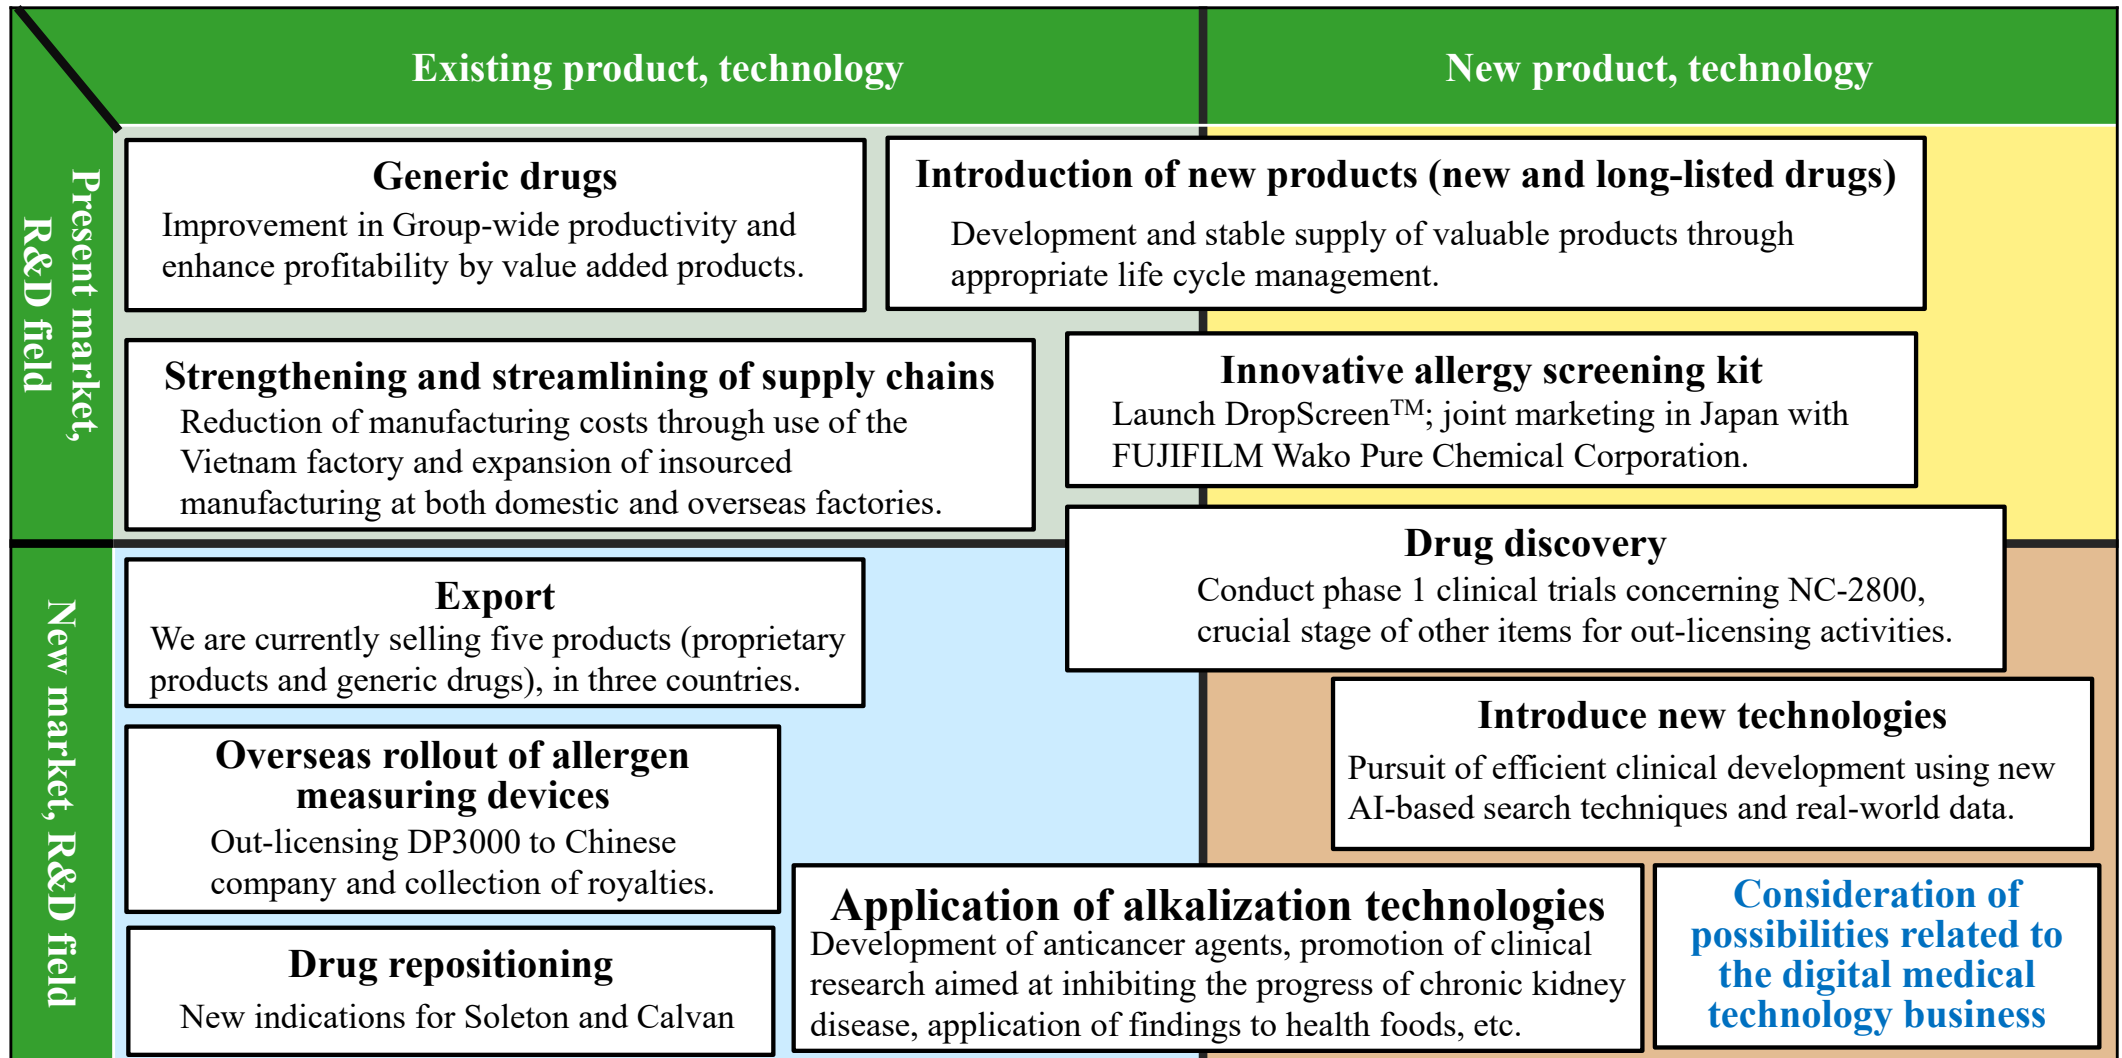 Existing product, technology
New product, technology
Present market,
R&D field
Generic drugs
Improvement in Group-wide productivity and
enhance profitability by value added products.
Introduction of new products (new and long-listed drugs)
Development and stable supply of valuable products through
appropriate life cycle management.
Strengthening and streamlining of supply chains
Reduction of manufacturing costs through use of the
Vietnam factory and expansion of insourced
manufacturing at both domestic and overseas factories.
Innovative allergy screening kit
Launch DropScreen™; joint marketing in Japan with
FUJIFILM Wako Pure Chemical Corporation.
Drug discovery
Conduct phase 1 clinical trials concerning NC-2800,
crucial stage of other items for out-licensing activities.
New market, R&D field
Export
We are currently selling five products (proprietary
products and generic drugs), in three countries.
Overseas rollout of allergen
measuring devices
Out-licensing DP3000 to Chinese
company and collection of royalties.
Drug repositioning
New indications for Soleton and Calvan
Introduce new technologies
Pursuit of efficient clinical development using new
AI-based search techniques and real-world data.
Application of alkalization technologies
Development of anticancer agents, promotion of clinical
research aimed at inhibiting the progress of chronic kidney
disease, application of findings to health foods, etc.
Consideration of
possibilities related to
the digital medical
technology business